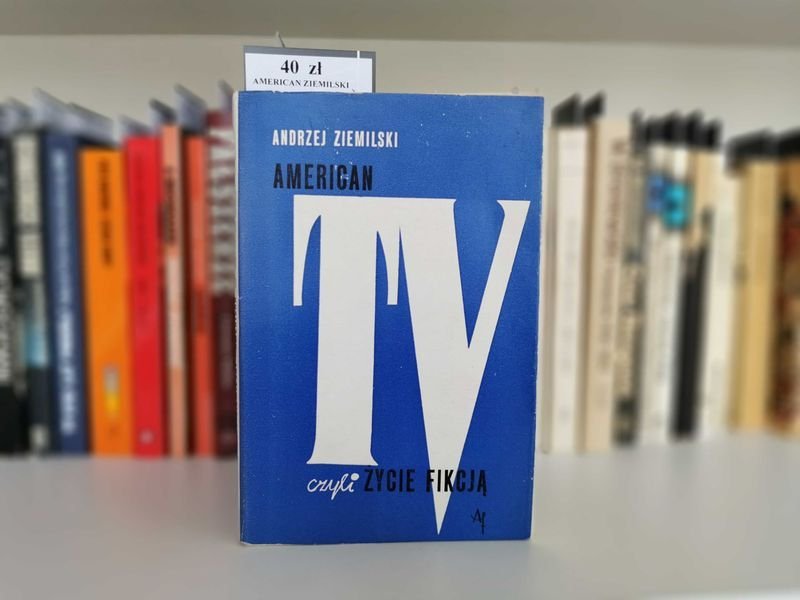 40 zł
AMERICAN ZIEMILSKI
ANDRZEJ ZIEMILSKI
AMERICAN
TV
czyli ŻYCIE FIKCJĄ